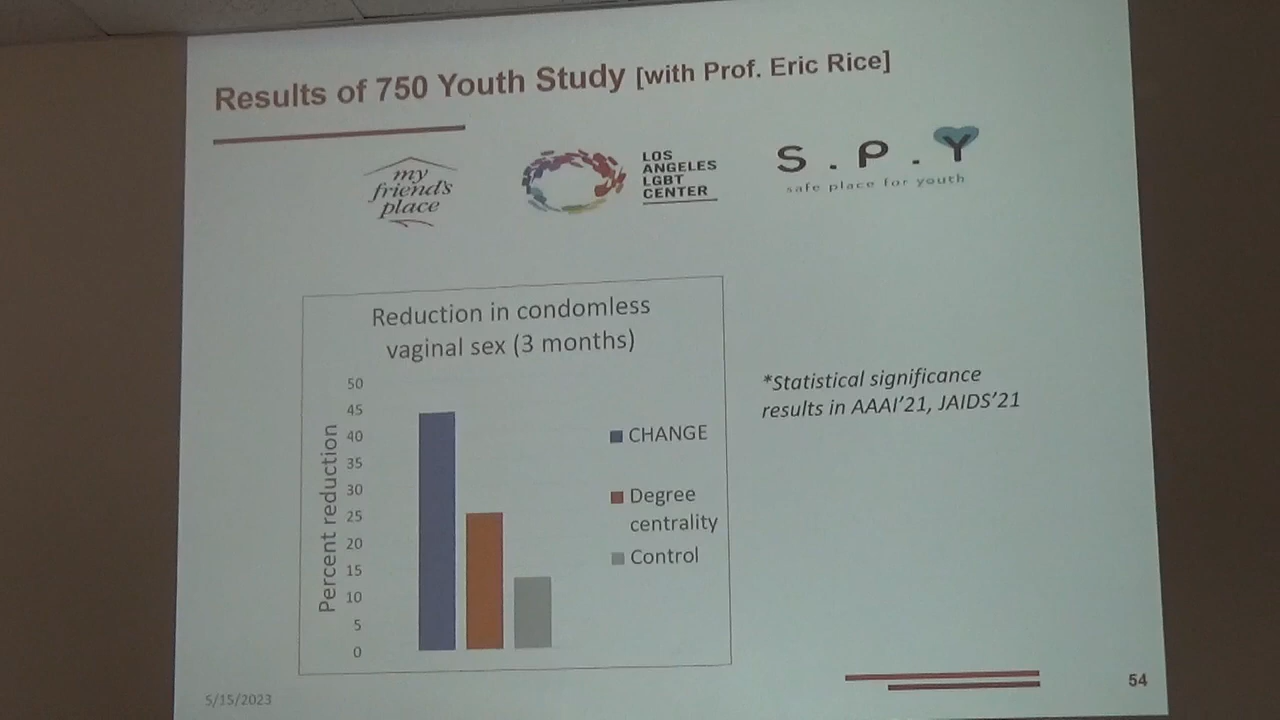 Results of 750 Youth Study [with Prof. Eric Rice]
my
friend's
place
LOS
ANGELES
LGBT
CENTER
S . P . Y
safe place for youth
Reduction in condomless
vaginal sex (3 months)
Percent reduction
50
45
40
35
30
25
20
15
10
5
0
CHANGE
Degree
centrality
Control
*Statistical significance
results in AAAI'21, JAIDS'21
5/15/2023
54